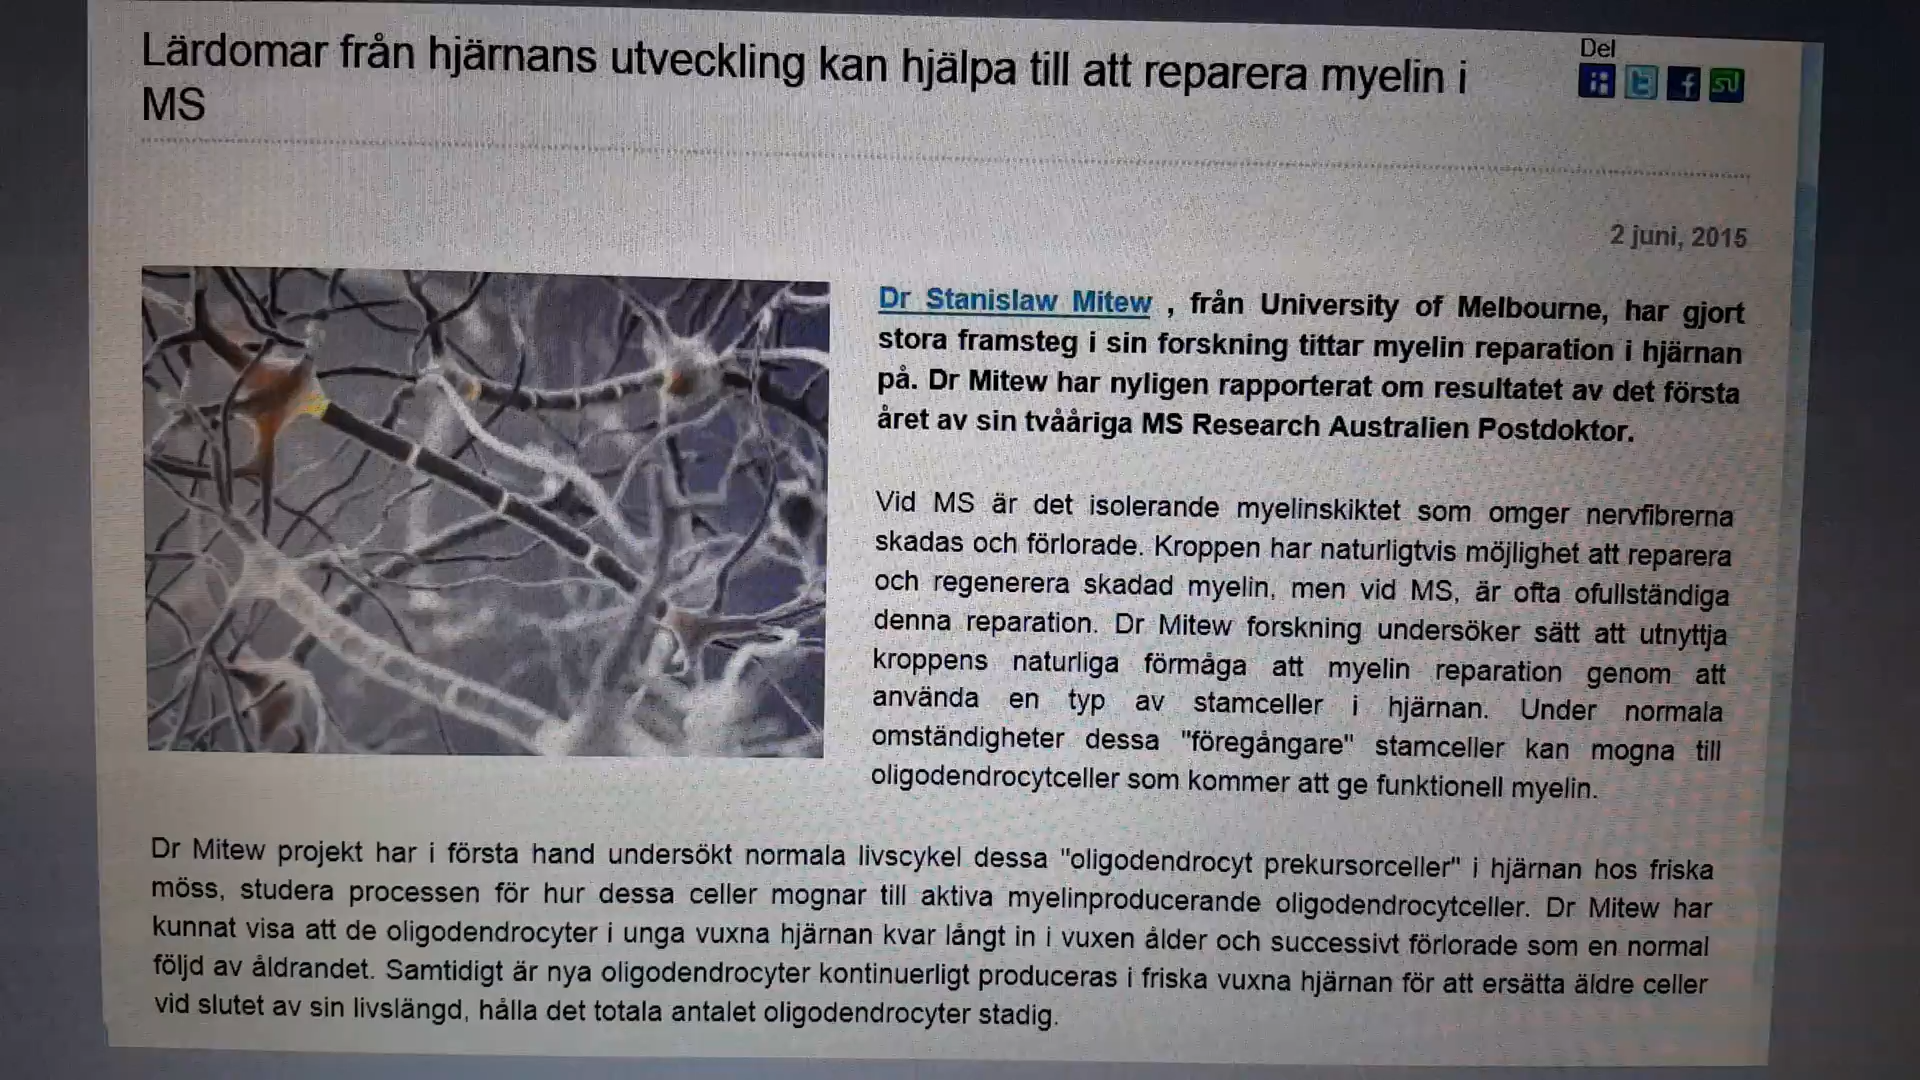 Lärdomar från hjärnans utveckling kan hjälpa till att reparera myelin i
MS
Del
2 juni, 2015
Dr Stanislaw Mitew , från University of Melbourne, har gjort
stora framsteg i sin forskning tittar myelin reparation i hjärnan
på. Dr Mitew har nyligen rapporterat om resultatet av det första
året av sin tvååriga MS Research Australien Postdoktor.
Vid MS är det isolerande myelinskiktet som omger nervfibrerna
skadas och förlorade. Kroppen har naturligtvis möjlighet att reparera
och regenerera skadad myelin, men vid MS, är ofta ofullständiga
denna reparation. Dr Mitew forskning undersöker sätt att utnyttja
kroppens naturliga förmåga att myelin reparation genom att
använda en typ av stamceller i hjärnan. Under normala
omständigheter dessa "föregångare" stamceller kan mogna till
oligodendrocytceller som kommer att ge funktionell myelin.
Dr Mitew projekt har i första hand undersökt normala livscykel dessa "oligodendrocyt prekursorceller" i hjärnan hos friska
möss, studera processen för hur dessa celler mognar till aktiva myelinproducerande oligodendrocytceller. Dr Mitew har
kunnat visa att de oligodendrocyter i unga vuxna hjärnan kvar långt in i vuxen ålder och successivt förlorade som en normal
följd av åldrandet. Samtidigt är nya oligodendrocyter kontinuerligt produceras i friska vuxna hjärnan för att ersätta äldre celler
vid slutet av sin livslängd, hålla det totala antalet oligodendrocyter stadig.